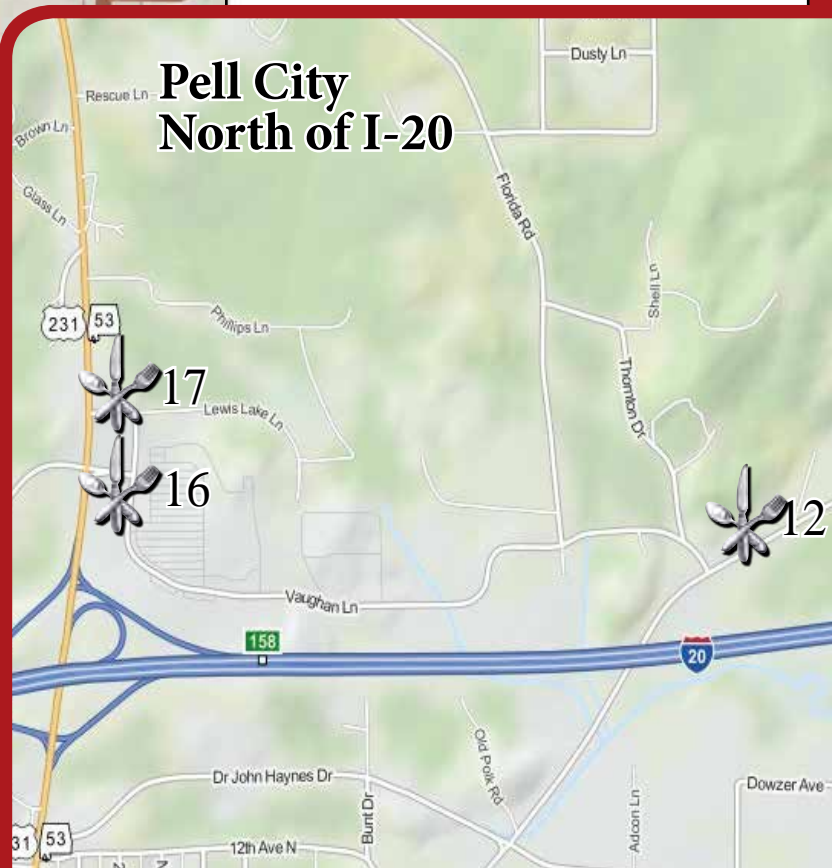 Pell City
North of I-20
Dusty Ln
Rescue Ln
Brown Ln
Glass Ln
Florida Rd
Shell Ln
231
53
Phillips Ln
17
Lewis Lake Ln
Thornton Dr
16
12
Vaughan Ln
158
20
Old Polk Rd
Dr John Haynes Dr
Bunt Dr
Adcon Ln
Dowzer Ave
31
53
12th Ave N